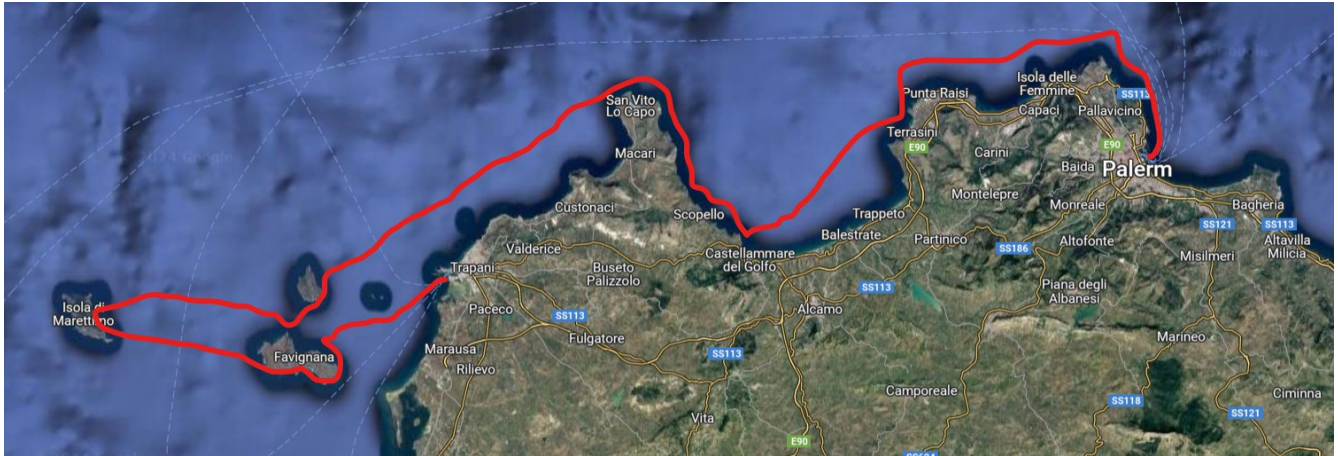 San Vito
Lo Capo
Macari
Custonaci
Scopello
Valderice
Trapani
Buseto
Palizzolo
Castellammare
del Golfo
Paceco
SS113
Fulgatore
Marausa
Rilievo
SS113
Vita
Isola di
Marettimo
Favignana
Punta Raisi
Terrasini
E90
Isola delle
Femmine
Capaci
SS113
Pallavicino
Carini
E90
Baida
Palerm
Montelepre
Monreale
Bagheria
Trappeto
Balestrate
Partinico
SS186
Altofonte
SS121
SS113
Altavilla
Milicia
Misilmeri
SS113
Alcamo
Piana degli
Albanesi
Marineo
Camporeale
SS118
Ciminna
SS121
E90